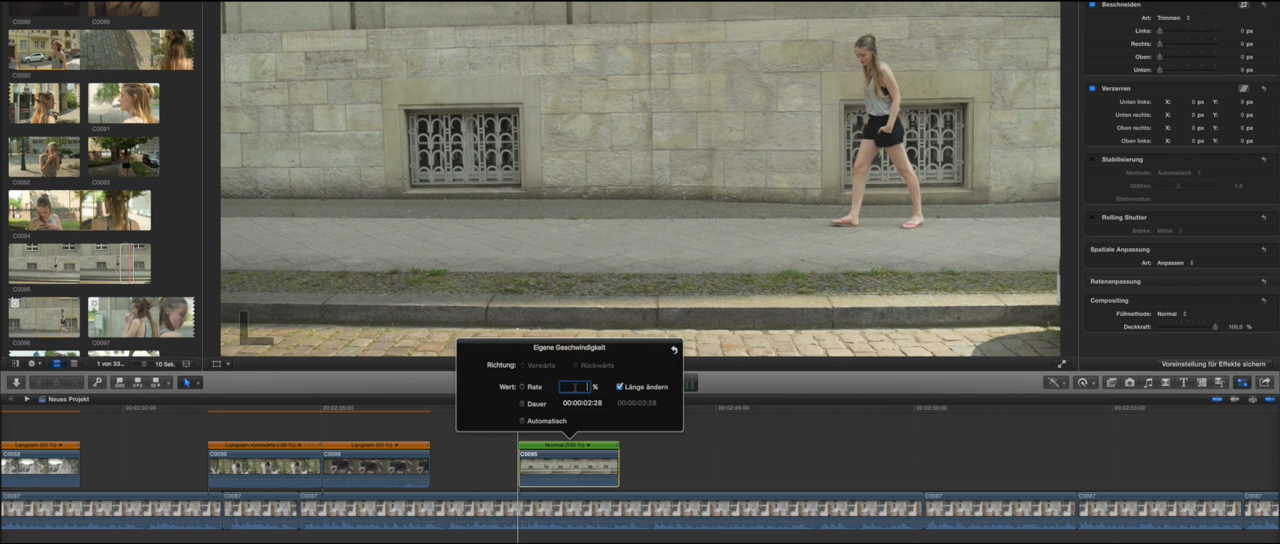 C0088
C0089
C0090
C0091
C0092
C0093
C0094
C0095
C0096
C0097
1 von 33...
10 Sek.
Beschneiden
Art: Trimmen
Links: 0 px
Rechts: 0 px
Oben: 0 px
Unten: 0 px
Verzerren
Unten links: X: 0 px Y: 0 px
Unten rechts: X: 0 px Y: 0 px
Oben rechts: X: 0 px Y: 0 px
Oben links: X: 0 px Y: 0 px
Stabilisierung
Methode: Automatisch
Glätten: 1,0
Stativmodus:
Rolling Shutter
Stärke: Mittel
Spatiale Anpassung
Art: Anpassen
Ratenanpassung
Compositing
Füllmethode: Normal
Deckkraft: 100,0 %
Voreinstellung für Effekte sichern
Eigene Geschwindigkeit
Richtung: Vorwärts Rückwärts
Wert: Rate % Länge ändern
Dauer 00:00:02:28 00:00:02:28
Automatisch
Neues Projekt
00:02:30:00
00:02:35:00
00:02:45:00
00:02:50:00
00:02:55:00
Langsam (50 %)
Langsam rückwärts (-50 %)
Langsam (50 %)
Normal (100 %)
C0058
C0098
C0098
C0095
C0087
C0087
C0087
C0087
C0087
C0087